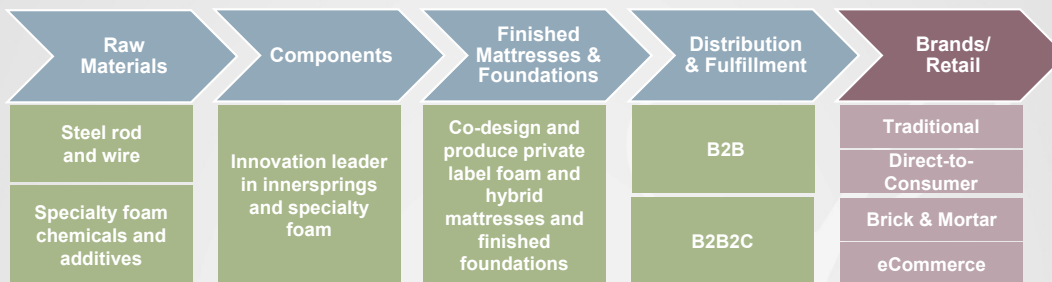 Raw
Materials
Components
Finished
Mattresses &
Foundations
Distribution
& Fulfillment
Brands/
Retail
Steel rod
and wire
Specialty foam
chemicals and
additives
Innovation leader
in innersprings
and specialty
foam
Co-design and
produce private
label foam and
hybrid
mattresses and
finished
foundations
B2B
B2B2C
Traditional
Direct-to-
Consumer
Brick & Mortar
eCommerce